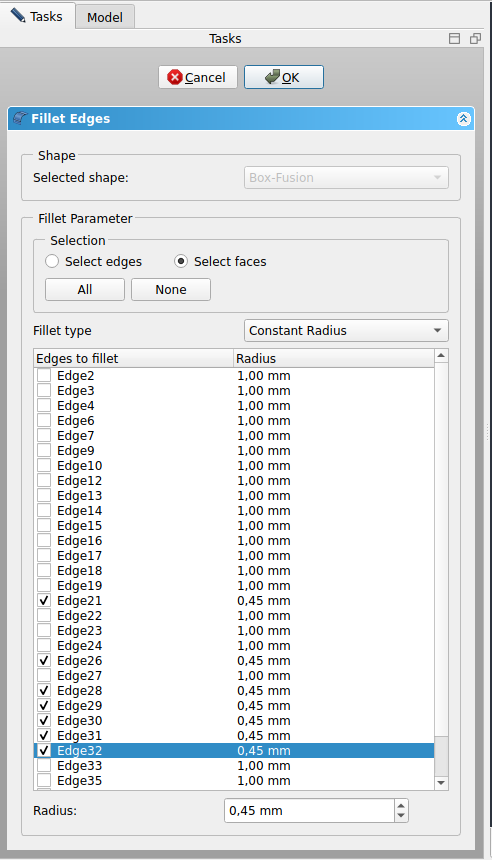 Tasks Model
Tasks
Cancel OK
Fillet Edges
Shape
Selected shape: Box-Fusion
Fillet Parameter
Selection
Select edges Select faces
All None
Fillet type Constant Radius
Edges to fillet Radius
Edge2 1,00 mm
Edge3 1,00 mm
Edge4 1,00 mm
Edge6 1,00 mm
Edge7 1,00 mm
Edge9 1,00 mm
Edge10 1,00 mm
Edge12 1,00 mm
Edge13 1,00 mm
Edge14 1,00 mm
Edge15 1,00 mm
Edge16 1,00 mm
Edge17 1,00 mm
Edge18 1,00 mm
Edge19 1,00 mm
Edge21 0,45 mm
Edge22 1,00 mm
Edge23 1,00 mm
Edge24 1,00 mm
Edge26 0,45 mm
Edge27 1,00 mm
Edge28 0,45 mm
Edge29 0,45 mm
Edge30 0,45 mm
Edge31 0,45 mm
Edge32 0,45 mm
Edge33 1,00 mm
Edge35 1,00 mm
Radius: 0,45 mm